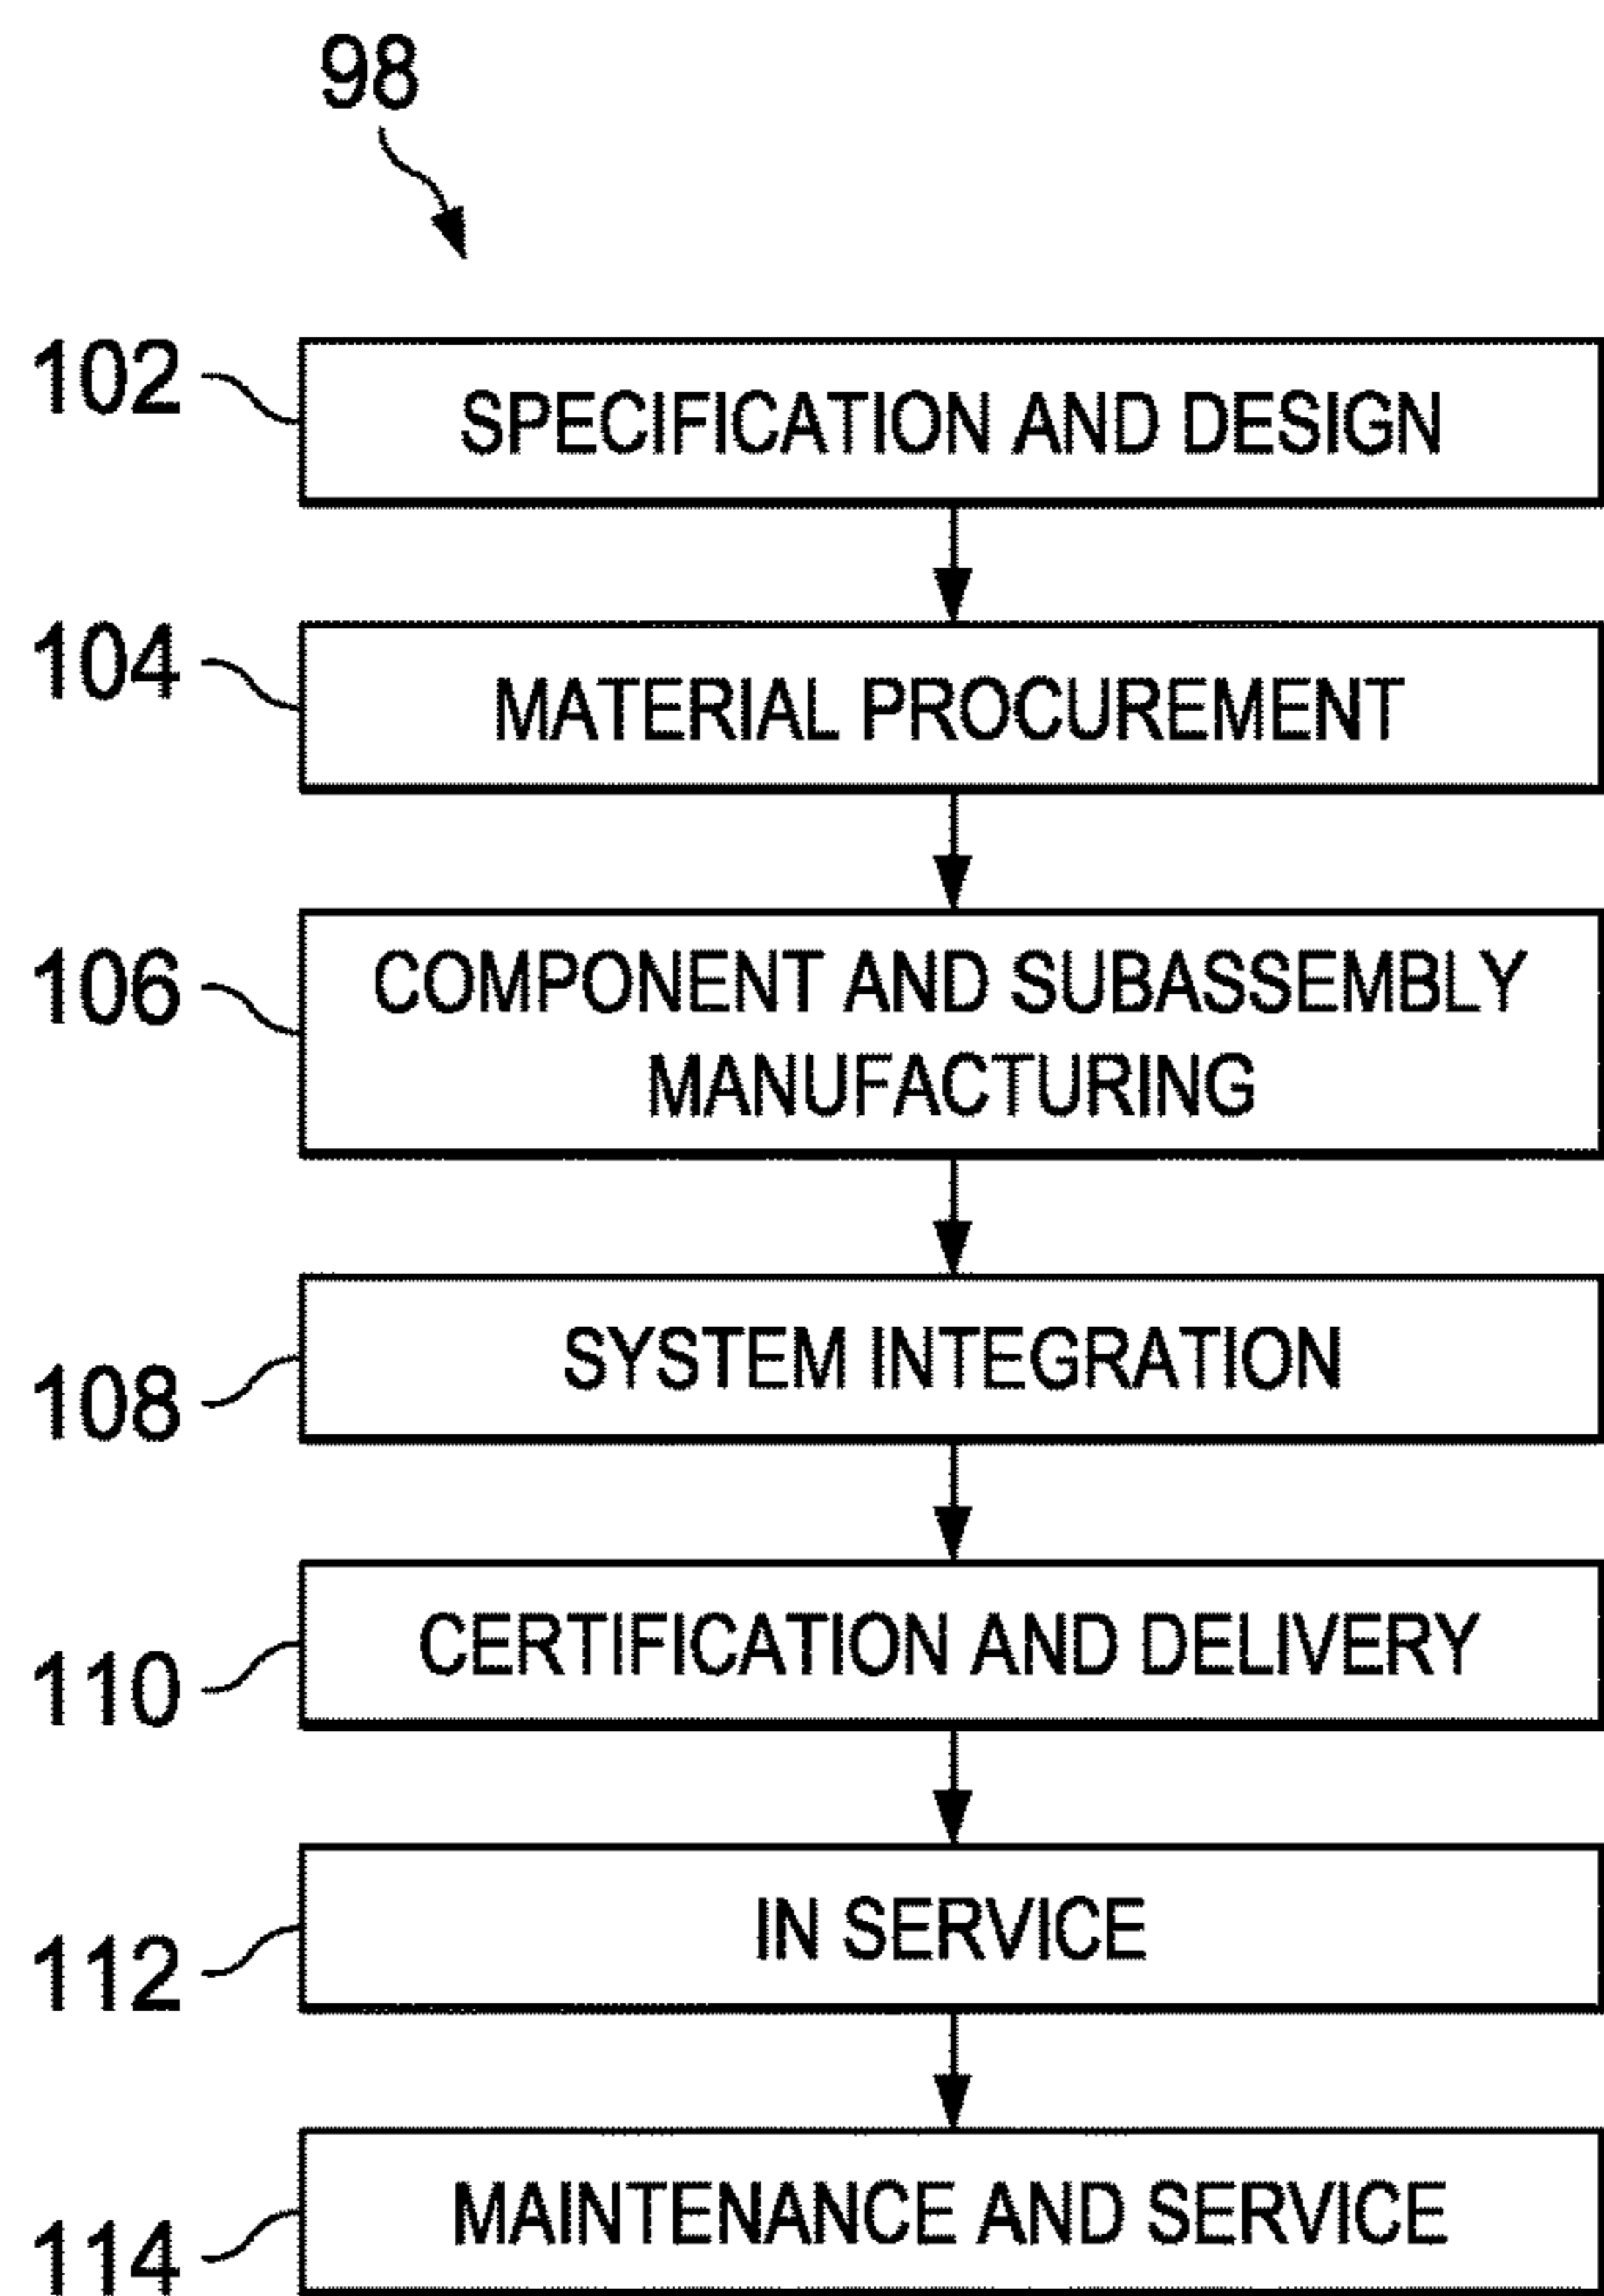 98
102
SPECIFICATION AND DESIGN
104
MATERIAL PROCUREMENT
106
COMPONENT AND SUBASSEMBLY
MANUFACTURING
108
SYSTEM INTEGRATION
110
CERTIFICATION AND DELIVERY
112
IN SERVICE
114
MAINTENANCE AND SERVICE